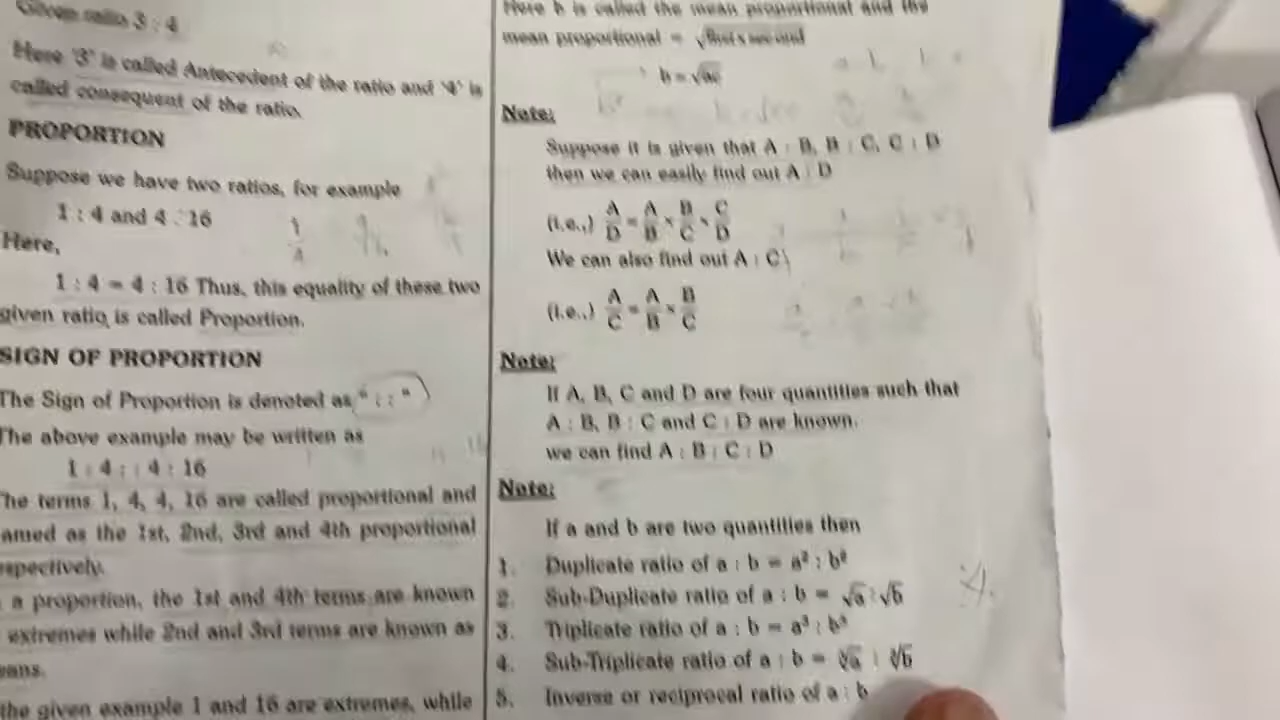 Given ratio 3 : 4
Here '3' is called Antecedent of the ratio and '4' is
called consequent of the ratio.
PROPORTION
Suppose we have two ratios, for example
1 : 4 and 4 : 16
Here,
1 : 4 = 4 : 16 Thus, this equality of these two
given ratio is called Proportion.
SIGN OF PROPORTION
The Sign of Proportion is denoted as " : : "
The above example may be written as
1 : 4 : : 4 : 16
The terms 1, 4, 4, 16 are called proportional and
amed as the 1st, 2nd, 3rd and 4th proportional
espectively.
a proportion, the 1st and 4th terms are known
extremes while 2nd and 3rd terms are known as
eans.
the given example 1 and 16 are extremes, while
Here b is called the mean proportional and the
mean proportional = √first x second
b = √ac
Note:
Suppose it is given that A : B, B : C, C : D
then we can easily find out A : D
(i.e.,) A/D = A/B × B/C × C/D
We can also find out A : C
(i.e.,) A/C = A/B × B/C
Note:
If A, B, C and D are four quantities such that
A : B, B : C and C : D are known.
we can find A : B : C : D
Note:
If a and b are two quantities then
1. Duplicate ratio of a : b = a² : b²
2. Sub-Duplicate ratio of a : b = √a : √b
3. Triplicate ratio of a : b = a³ : b³
4. Sub-Triplicate ratio of a : b = ∛a : ∛b
5. Inverse or reciprocal ratio of a : b